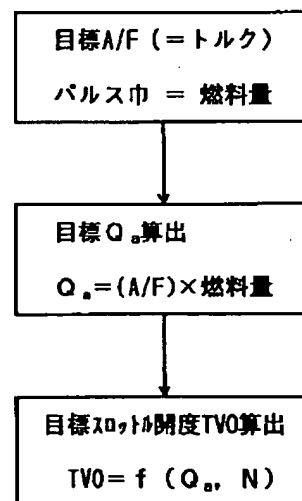 目標A/F (=トルク)
パルス巾 = 燃料量
目標Qa算出
Qa=(A/F)×燃料量
目標ｽﾛｯﾄﾙ開度TVO算出
TVO= f (Qa, N)